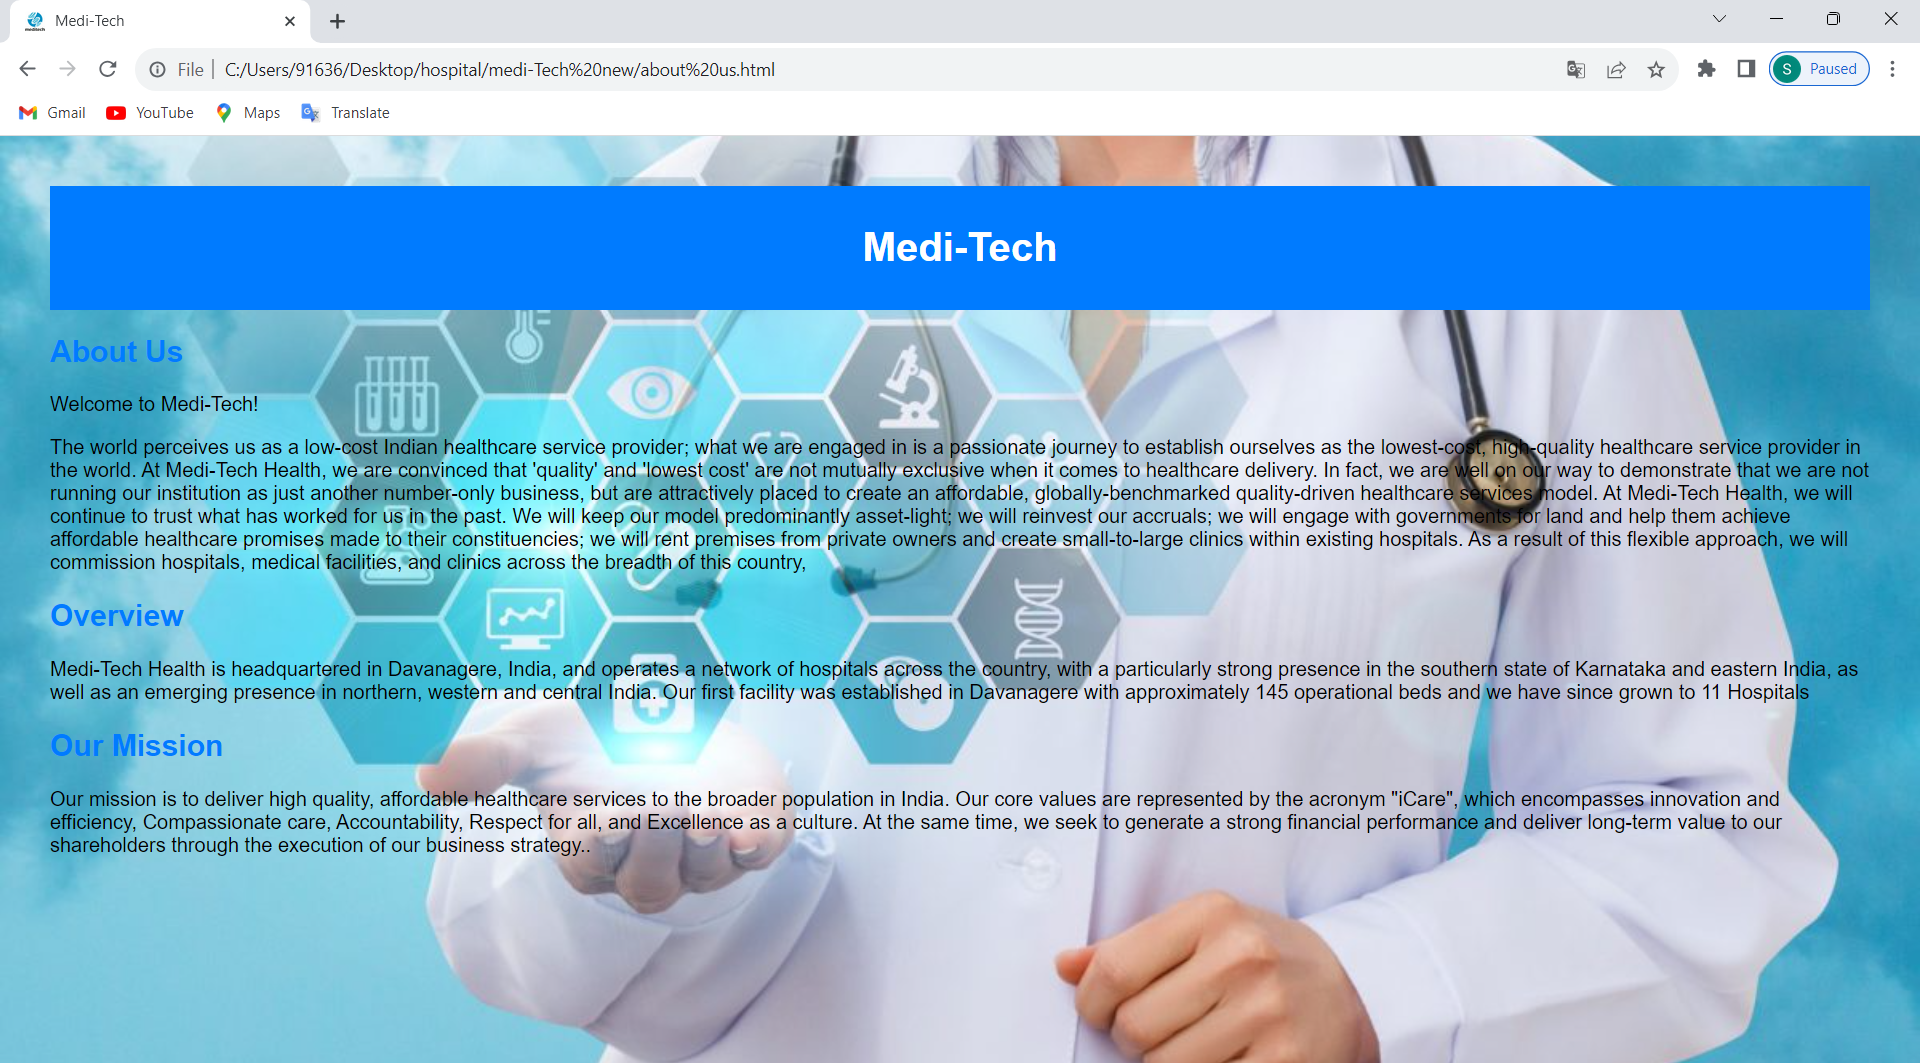 Medi-Tech
File
C:/Users/91636/Desktop/hospital/medi-Tech%20new/about%20us.html
S
Paused
Gmail
YouTube
Maps
Translate
Medi-Tech
About Us
Welcome to Medi-Tech!
The world perceives us as a low-cost Indian healthcare service provider; what we are engaged in is a passionate journey to establish ourselves as the lowest-cost, high-quality healthcare service provider in
the world. At Medi-Tech Health, we are convinced that 'quality' and 'lowest cost' are not mutually exclusive when it comes to healthcare delivery. In fact, we are well on our way to demonstrate that we are not
running our institution as just another number-only business, but are attractively placed to create an affordable, globally-benchmarked quality-driven healthcare services model. At Medi-Tech Health, we will
continue to trust what has worked for us in the past. We will keep our model predominantly asset-light; we will reinvest our accruals; we will engage with governments for land and help them achieve
affordable healthcare promises made to their constituencies; we will rent premises from private owners and create small-to-large clinics within existing hospitals. As a result of this flexible approach, we will
commission hospitals, medical facilities, and clinics across the breadth of this country,
Overview
Medi-Tech Health is headquartered in Davanagere, India, and operates a network of hospitals across the country, with a particularly strong presence in the southern state of Karnataka and eastern India, as
well as an emerging presence in northern, western and central India. Our first facility was established in Davanagere with approximately 145 operational beds and we have since grown to 11 Hospitals
Our Mission
Our mission is to deliver high quality, affordable healthcare services to the broader population in India. Our core values are represented by the acronym "iCare", which encompasses innovation and
efficiency, Compassionate care, Accountability, Respect for all, and Excellence as a culture. At the same time, we seek to generate a strong financial performance and deliver long-term value to our
shareholders through the execution of our business strategy..